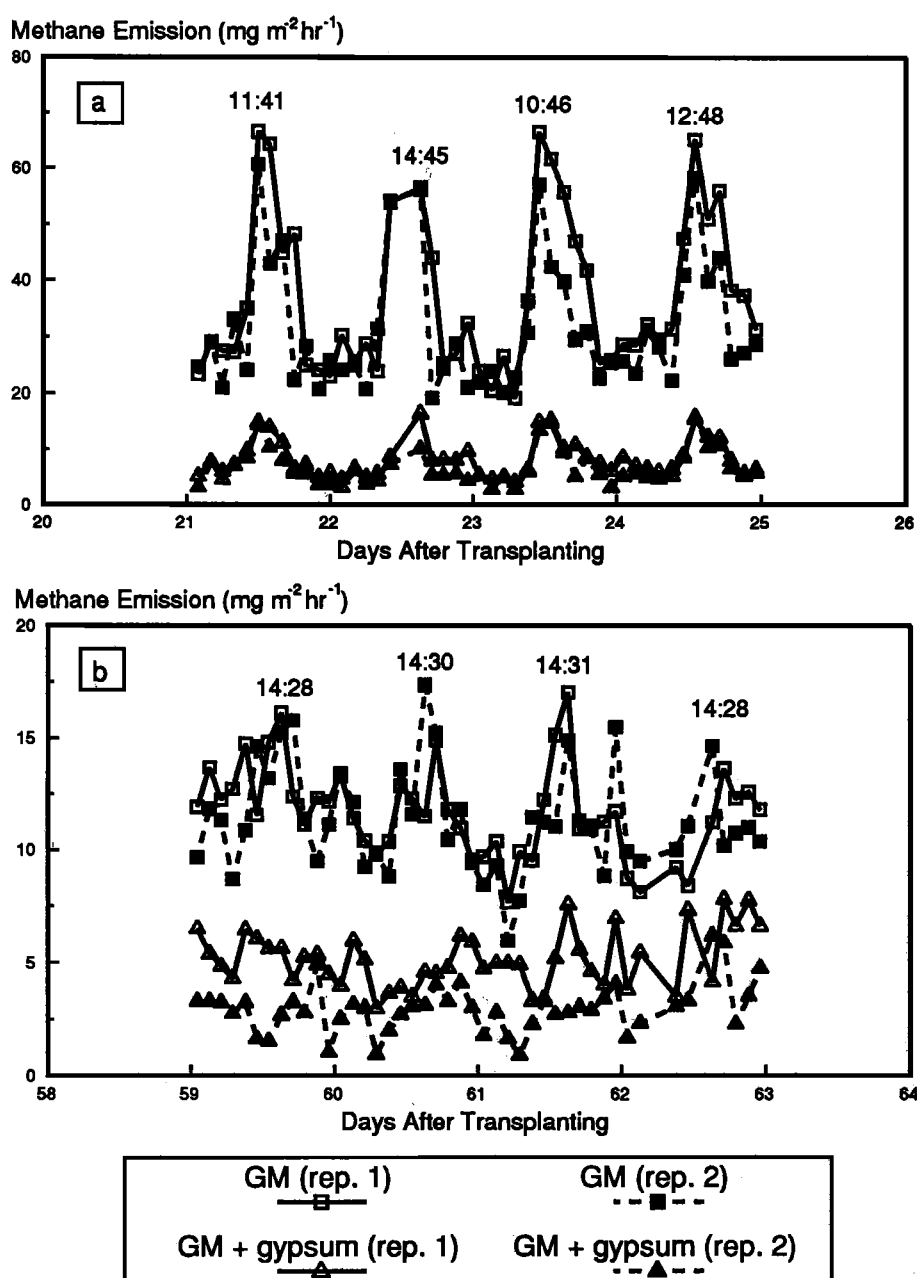 Methane Emission (mg m-2 hr-1)
80
a
11:41
14:45
10:46
12:48
60
40
20
0
20 21 22 23 24 25 26
Days After Transplanting
Methane Emission (mg m-2 hr-1)
20
b
14:28
14:30
14:31
14:28
15
10
5
0
58 59 60 61 62 63 64
Days After Transplanting
GM (rep. 1) GM (rep. 2)
GM + gypsum (rep. 1) GM + gypsum (rep. 2)